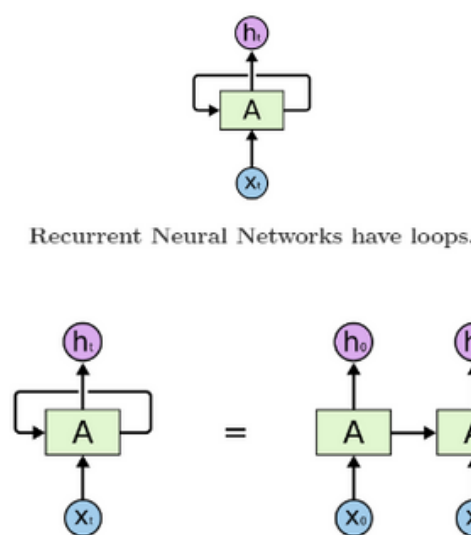 hₜ
A
xₜ
Recurrent Neural Networks have loops.
hₜ h₀
A = A A
xₜ x₀